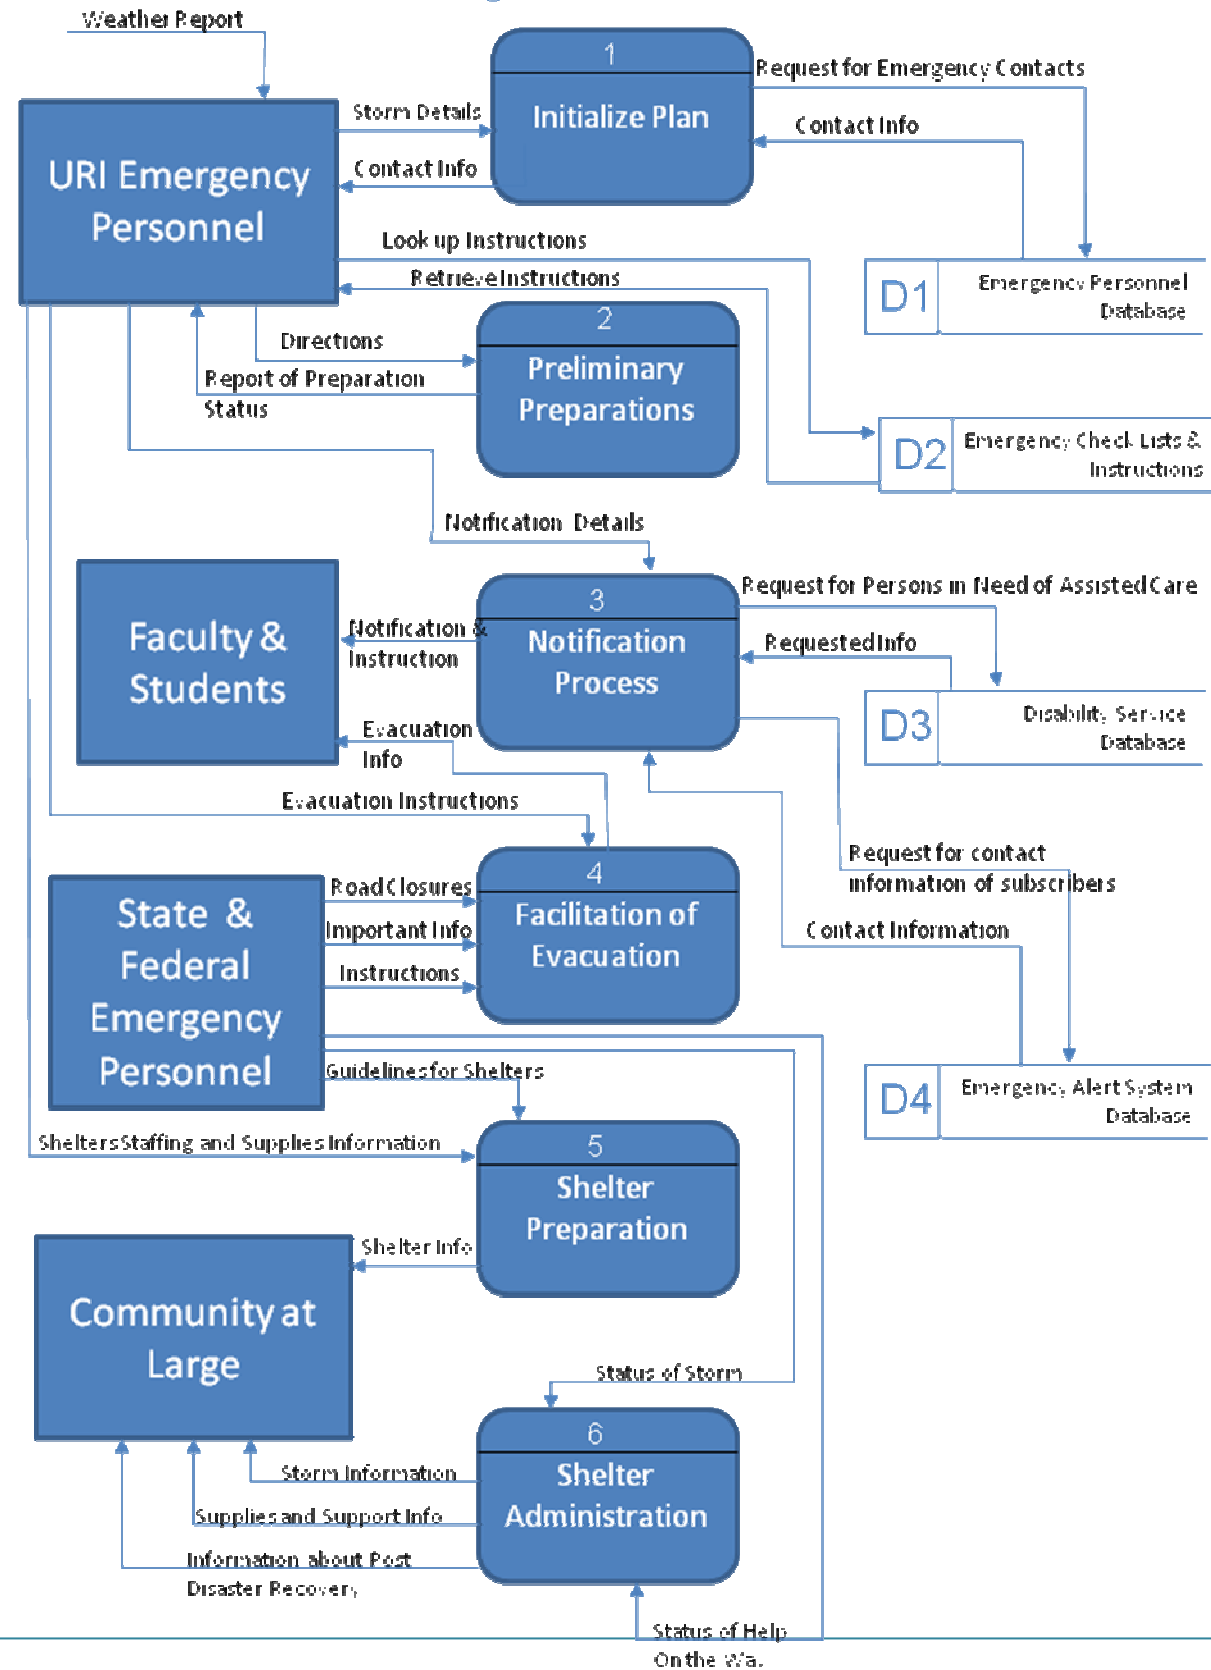 Weather Report
1
Initialize Plan
Request for Emergency Contacts
Contact Info
Storm Details
Contact Info
URI Emergency
Personnel
Look up Instructions
Retrieve Instructions
D1
Emergency Personnel
Database
2
Preliminary
Preparations
Directions
Report of Preparation
Status
D2
Emergency Check Lists &
Instructions
Notification Details
Faculty &
Students
3
Notification
Process
Notification &
Instruction
Request for Persons in Need of Assisted Care
Requested Info
D3
Disability Service
Database
Evacuation
Info
Evacuation Instructions
Request for contact
information of subscribers
Contact Information
4
Facilitation of
Evacuation
State &
Federal
Emergency
Personnel
Road Closures
Important Info
Instructions
Guidelines for Shelters
D4
Emergency Alert System
Database
Shelters Staffing and Supplies Information
5
Shelter
Preparation
Shelter Info
Community at
Large
Status of Storm
6
Shelter
Administration
Storm Information
Supplies and Support Info
Information about Post
Disaster Recovery
Status of Help
On the